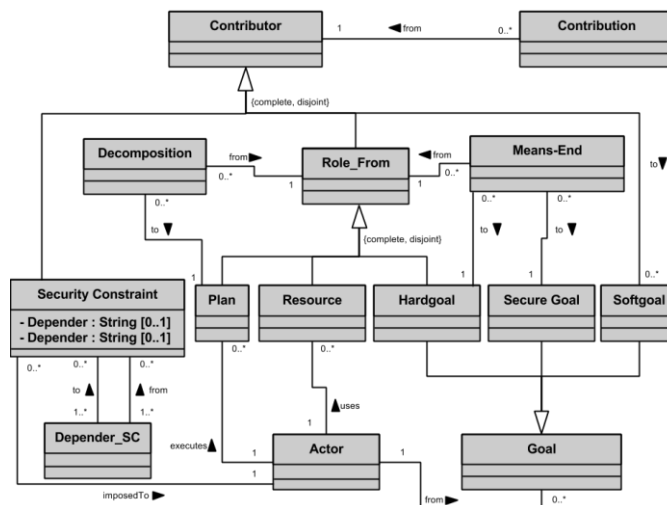 Contributor
1
from
0..*
Contribution
{complete, disjoint}
Decomposition
from
0..*
1
Role_From
from
1
0..*
Means-End
to
0..*
to
1
{complete, disjoint}
0..*
to
1
0..*
to
1
0..*
Security Constraint
- Depender : String [0..1]
- Depender : String [0..1]
Plan
Resource
Hardgoal
Secure Goal
Softgoal
0..*
0..*
0..*
0..*
0..*
to
from
1..*
1..*
uses
1
Depender_SC
executes
1
1
Actor
1
Goal
imposedTo
from
0..*